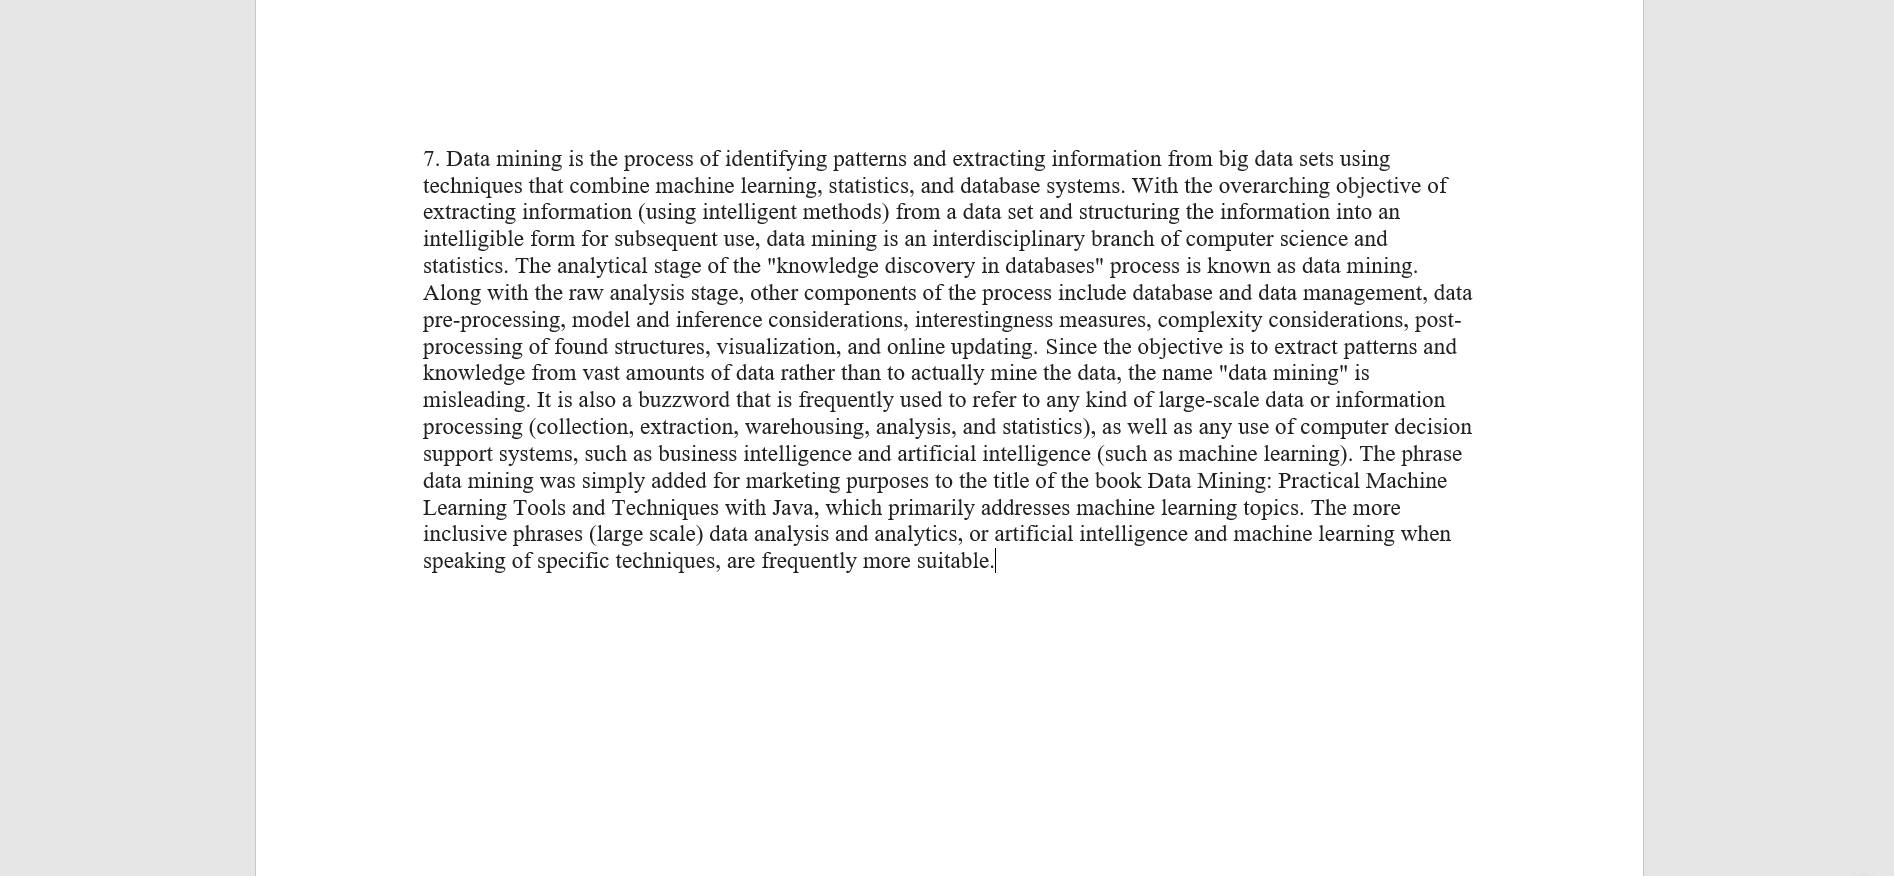 7. Data mining is the process of identifying patterns and extracting information from big data sets using
techniques that combine machine learning, statistics, and database systems. With the overarching objective of
extracting information (using intelligent methods) from a data set and structuring the information into an
intelligible form for subsequent use, data mining is an interdisciplinary branch of computer science and
statistics. The analytical stage of the "knowledge discovery in databases" process is known as data mining.
Along with the raw analysis stage, other components of the process include database and data management, data
pre-processing, model and inference considerations, interestingness measures, complexity considerations, post-
processing of found structures, visualization, and online updating. Since the objective is to extract patterns and
knowledge from vast amounts of data rather than to actually mine the data, the name "data mining" is
misleading. It is also a buzzword that is frequently used to refer to any kind of large-scale data or information
processing (collection, extraction, warehousing, analysis, and statistics), as well as any use of computer decision
support systems, such as business intelligence and artificial intelligence (such as machine learning). The phrase
data mining was simply added for marketing purposes to the title of the book Data Mining: Practical Machine
Learning Tools and Techniques with Java, which primarily addresses machine learning topics. The more
inclusive phrases (large scale) data analysis and analytics, or artificial intelligence and machine learning when
speaking of specific techniques, are frequently more suitable.